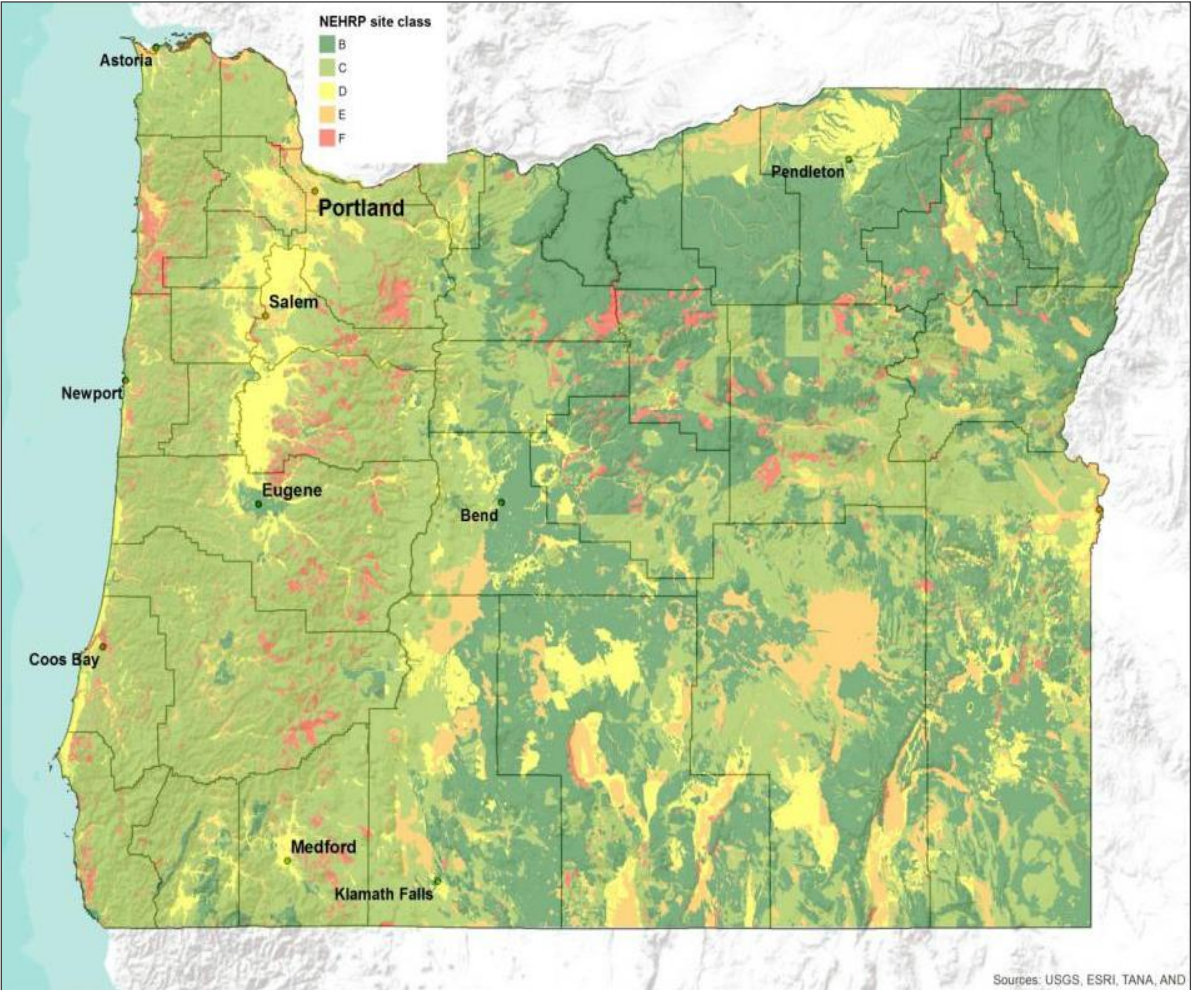 NEHRP site class
B
C
D
E
F
Astoria
Portland
Pendleton
Salem
Newport
Eugene
Bend
Coos Bay
Medford
Klamath Falls
Sources: USGS, ESRI, TANA, AND